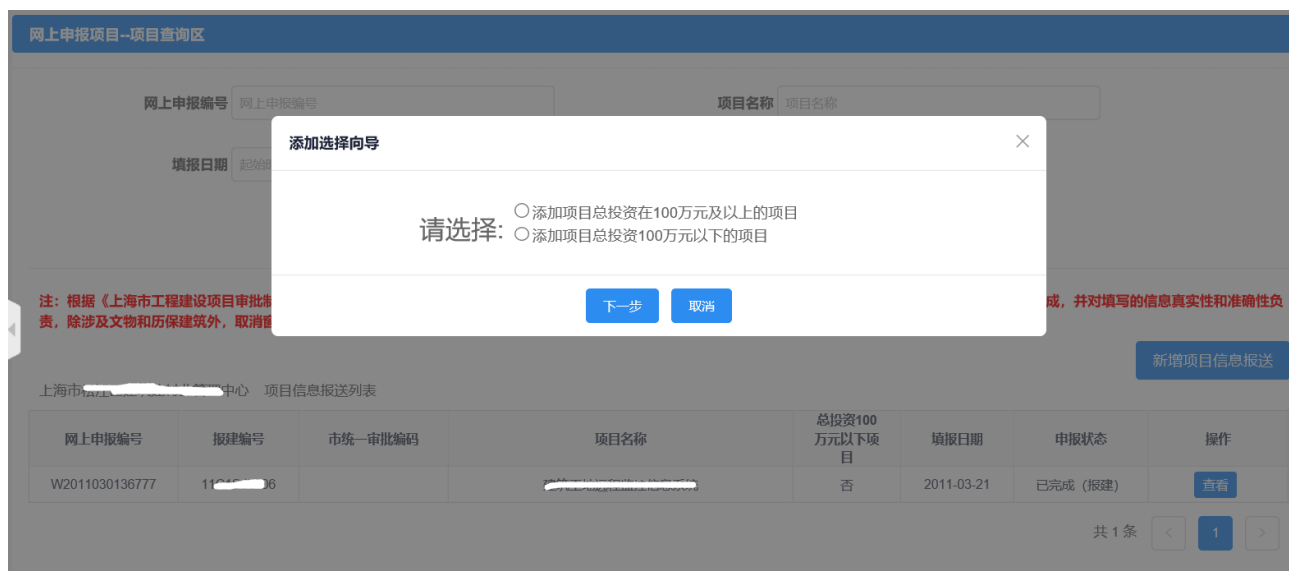 网上申报项目--项目查询区
网上申报编号 网上申报编号 项目名称 项目名称
添加选择向导
填报日期
请选择:
添加项目总投资在100万元及以上的项目
添加项目总投资100万元以下的项目
下一步 取消
注：根据《上海市工程建设项目审批 成，并对填写的信息真实性和准确性负
责，除涉及文物和历保建筑外，取消
新增项目信息报送
上海市 中心 项目信息报送列表
网上申报编号 报建编号 市统一审批编码 项目名称 总投资100万元以下项目 填报日期 申报状态 操作
W2011030136777 11 06 否 2011-03-21 已完成（报建） 查看
共 1 条 < 1 >